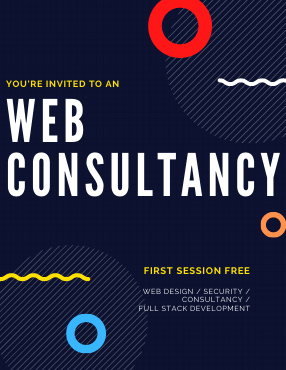 YOU'RE INVITED TO AN
WEB
CONSULTANCY
FIRST SESSION FREE
WEB DESIGN / SECURITY /
CONSULTANCY /
FULL STACK DEVELOPMENT